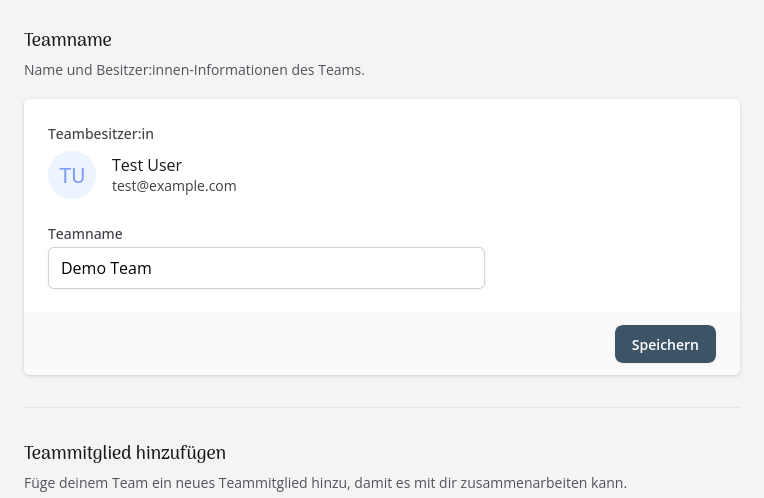 Teamname
Name und Besitzer:innen-Informationen des Teams.
Teambesitzer:in
TU
Test User
test@example.com
Teamname
Demo Team
Speichern
Teammitglied hinzufügen
Füge deinem Team ein neues Teammitglied hinzu, damit es mit dir zusammenarbeiten kann.